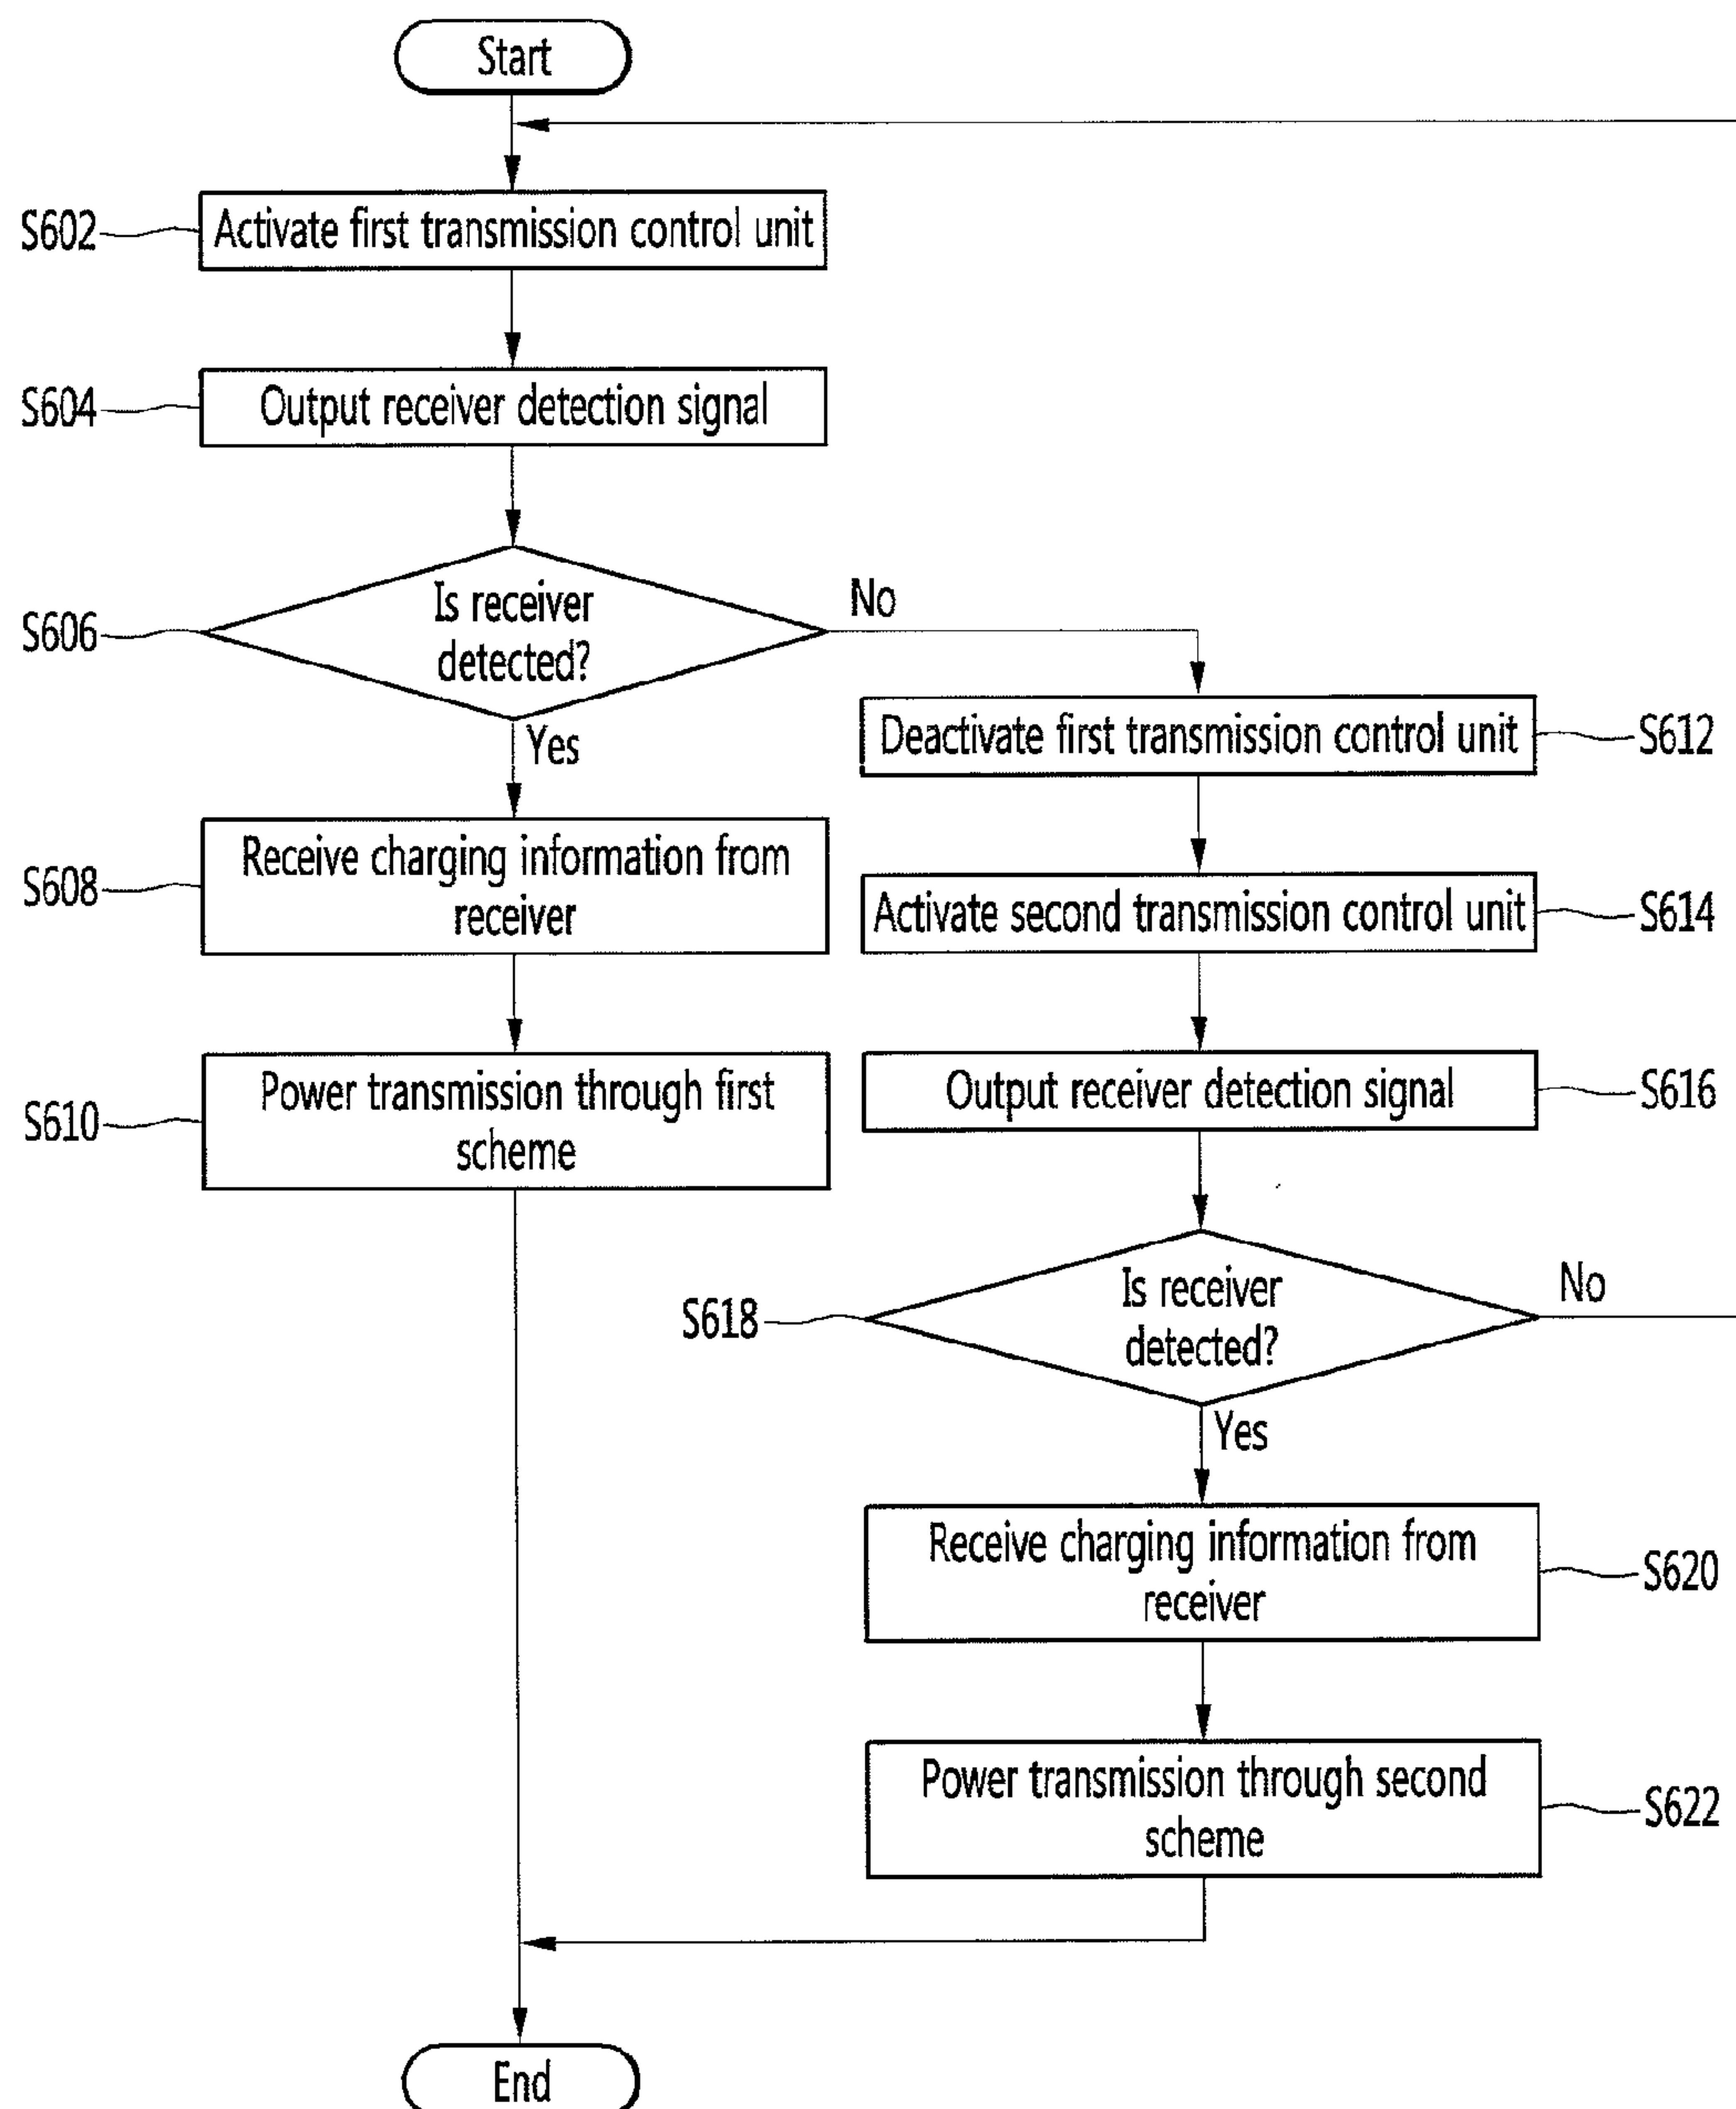 Start
S602
Activate first transmission control unit
S604
Output receiver detection signal
S606
Is receiver
detected?
No
Yes
S608
Receive charging information from
receiver
S610
Power transmission through first
scheme
Deactivate first transmission control unit
S612
Activate second transmission control unit
S614
Output receiver detection signal
S616
S618
Is receiver
detected?
No
Yes
Receive charging information from
receiver
S620
Power transmission through second
scheme
S622
End